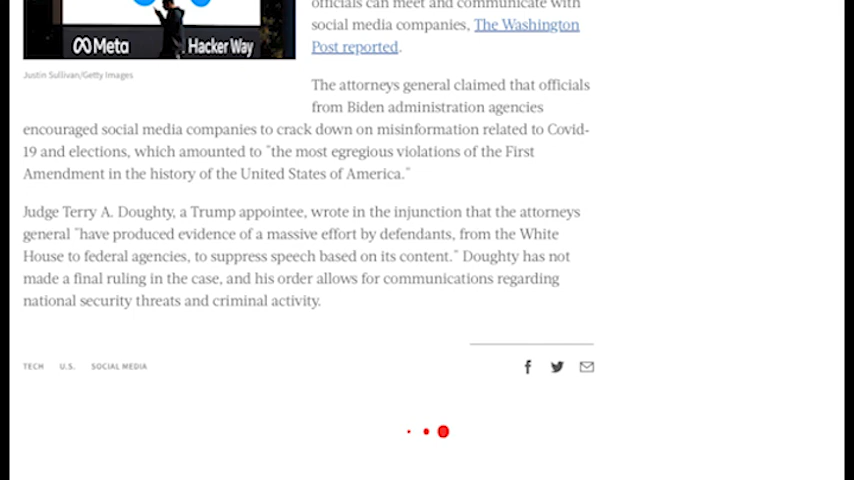 officials can meet and communicate with
social media companies, The Washington
Post reported.
Meta
Hacker Way
Justin Sullivan/Getty Images
The attorneys general claimed that officials
from Biden administration agencies
encouraged social media companies to crack down on misinformation related to Covid-
19 and elections, which amounted to "the most egregious violations of the First
Amendment in the history of the United States of America."
Judge Terry A. Doughty, a Trump appointee, wrote in the injunction that the attorneys
general "have produced evidence of a massive effort by defendants, from the White
House to federal agencies, to suppress speech based on its content." Doughty has not
made a final ruling in the case, and his order allows for communications regarding
national security threats and criminal activity.
TECH U.S. SOCIAL MEDIA